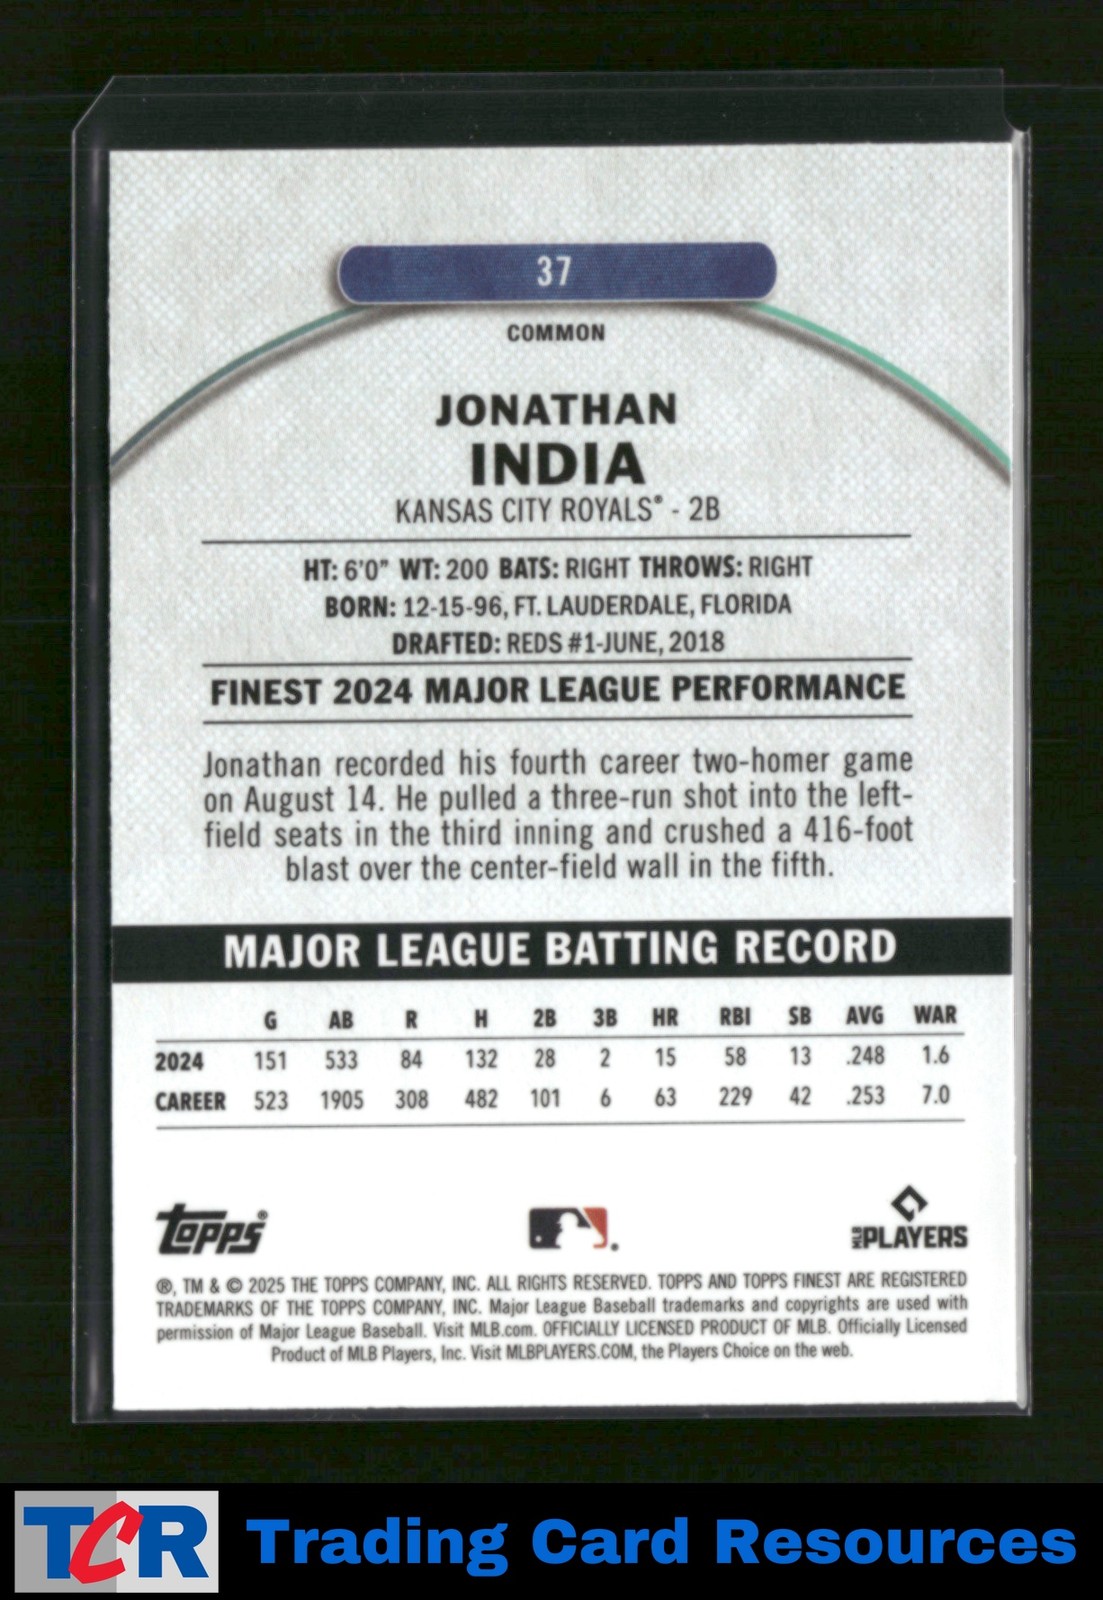 37
COMMON
JONATHAN
INDIA
KANSAS CITY ROYALS® - 2B
HT: 6'0" WT: 200 BATS: RIGHT THROWS: RIGHT
BORN: 12-15-96, FT. LAUDERDALE, FLORIDA
DRAFTED: REDS #1-JUNE, 2018
FINEST 2024 MAJOR LEAGUE PERFORMANCE
Jonathan recorded his fourth career two-homer game
on August 14. He pulled a three-run shot into the left-
field seats in the third inning and crushed a 416-foot
blast over the center-field wall in the fifth.
MAJOR LEAGUE BATTING RECORD
G AB R H 2B 3B HR RBI SB AVG WAR
2024 151 533 84 132 28 2 15 58 13 .248 1.6
CAREER 523 1905 308 482 101 6 63 229 42 .253 7.0
Topps®
MLB PLAYERS
®, TM & © 2025 THE TOPPS COMPANY, INC. ALL RIGHTS RESERVED. TOPPS AND TOPPS FINEST ARE REGISTERED
TRADEMARKS OF THE TOPPS COMPANY, INC. Major League Baseball trademarks and copyrights are used with
permission of Major League Baseball. Visit MLB.com. OFFICIALLY LICENSED PRODUCT OF MLB. Officially Licensed
Product of MLB Players, Inc. Visit MLBPLAYERS.COM, the Players Choice on the web.
TCR Trading Card Resources